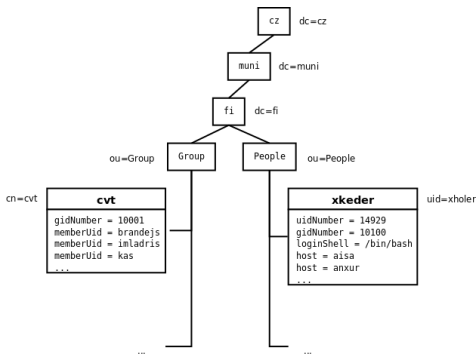 cz
dc=cz
muni
dc=muni
fi
dc=fi
ou=Group
Group
People
ou=People
cn=cvt
cvt
gidNumber = 10001
memberUid = brandejs
memberUid = imladris
memberUid = kas
...
xkeder
uid=xholer
uidNumber = 14929
gidNumber = 10100
loginShell = /bin/bash
host = aisa
host = anxur
...